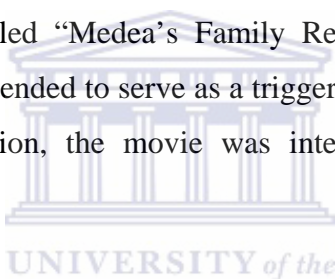 led “Medea’s Family Re
ended to serve as a trigger
ion, the movie was inte
UNIVERSITY of the